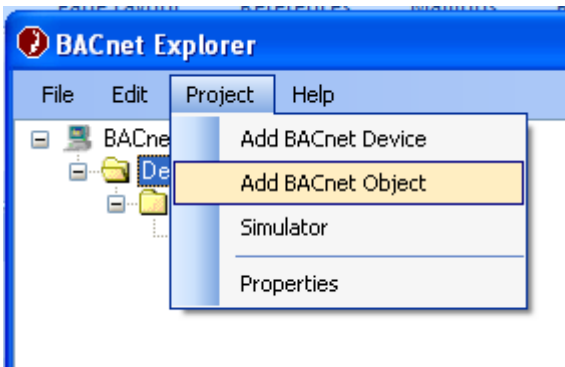 BACnet Explorer
File Edit Project Help
BACne
Add BACnet Device
De
Add BACnet Object
Simulator
Properties